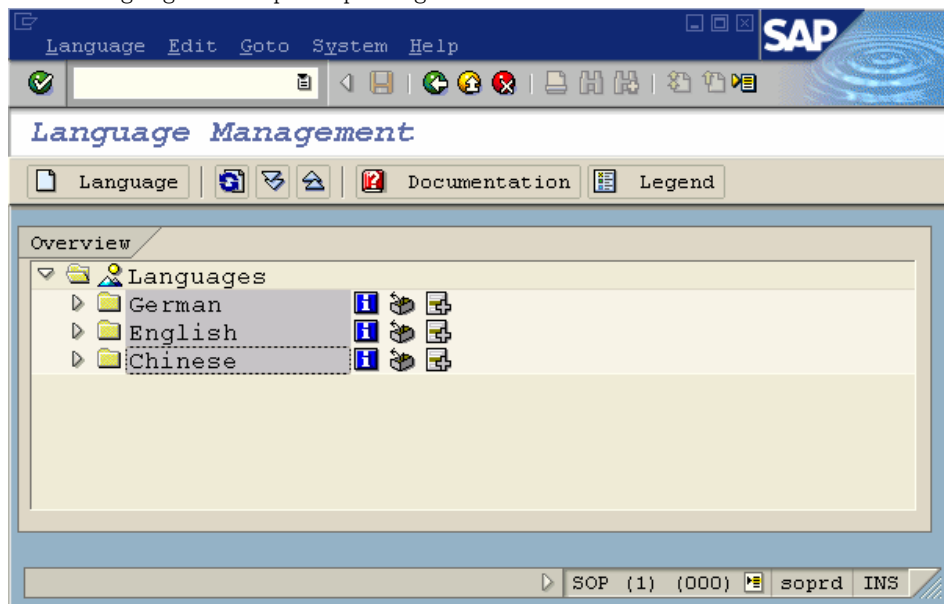 Language Edit Goto System Help
SAP
Language Management
Language Documentation Legend
Overview
Languages
German
English
Chinese
SOP (1) (000) soprd INS